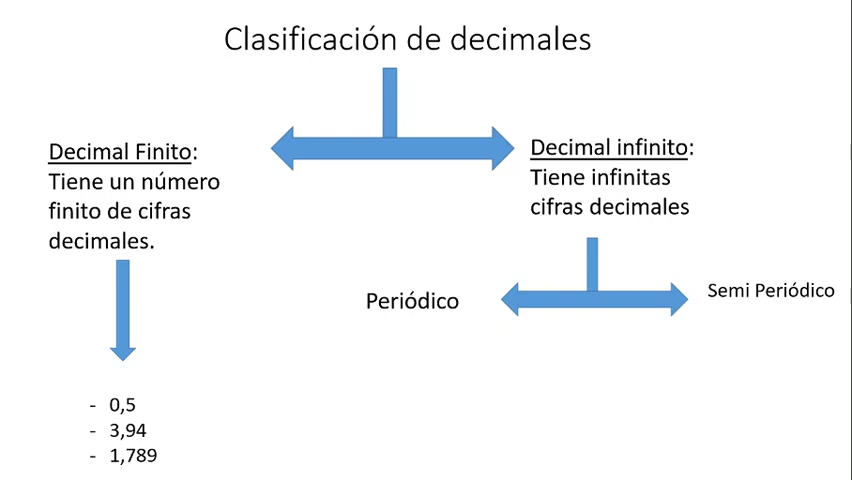 Clasificación de decimales
Decimal Finito:
Tiene un número
finito de cifras
decimales.
Decimal infinito:
Tiene infinitas
cifras decimales
Periódico
Semi Periódico
- 0,5
- 3,94
- 1,789